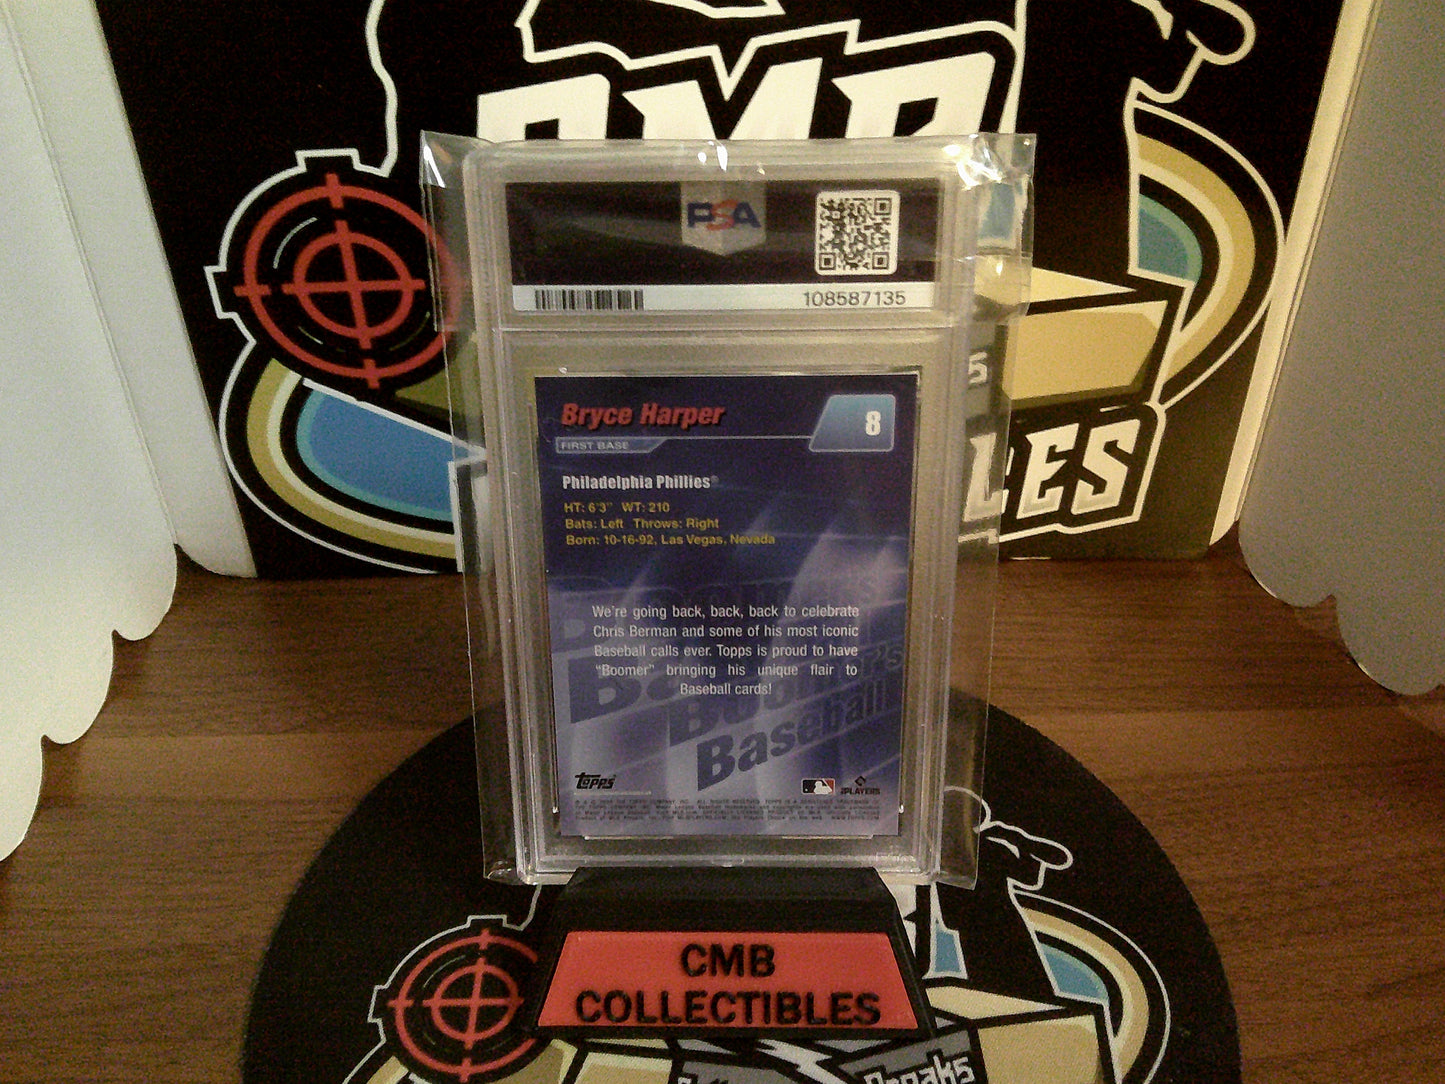 CMB
PSA
108587135
Bryce Harper
8
FIRST BASE
Philadelphia Phillies®
HT: 6'3" WT: 210
Bats: Left Throws: Right
Born: 10-16-92, Las Vegas, Nevada
We're going back, back, back to celebrate
Chris Berman and some of his most iconic
Baseball calls ever. Topps is proud to have
"Boomer" bringing his unique flair to
Baseball cards!
Baseball
topps
PLAYERS
CMB
COLLECTIBLES
Breaks